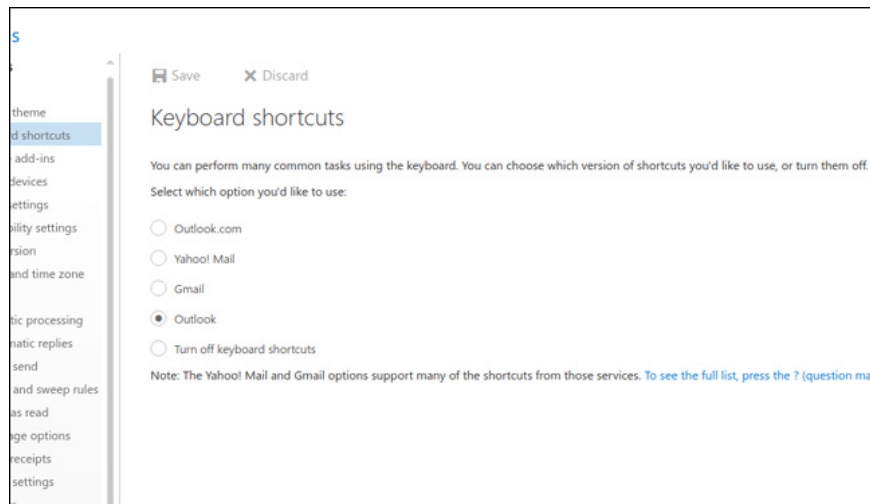 s
s
Save
Discard
theme
Keyboard shortcuts
d shortcuts
add-ins
You can perform many common tasks using the keyboard. You can choose which version of shortcuts you'd like to use, or turn them off.
devices
Select which option you'd like to use:
ettings
bility settings
Outlook.com
rsion
Yahoo! Mail
and time zone
Gmail
tic processing
Outlook
matic replies
Turn off keyboard shortcuts
send
Note: The Yahoo! Mail and Gmail options support many of the shortcuts from those services. To see the full list, press the ? (question ma
and sweep rules
as read
age options
receipts
settings